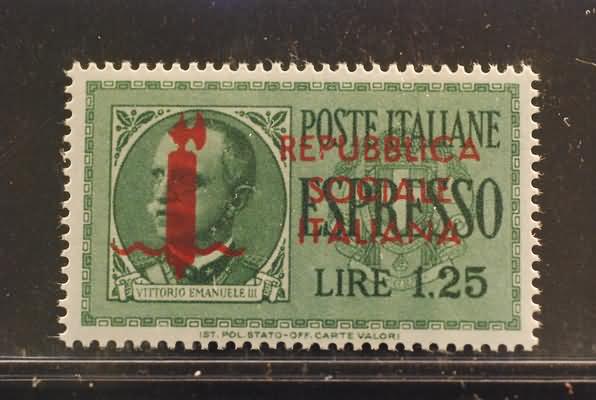 POSTE ITALIANE
REPUBBLICA
SOCIALE
ESPRESSO
ITALIANA
LIRE 1.25
VITTORIO EMANUELE III
IST. POL. STATO-OFF. CARTE VALORI